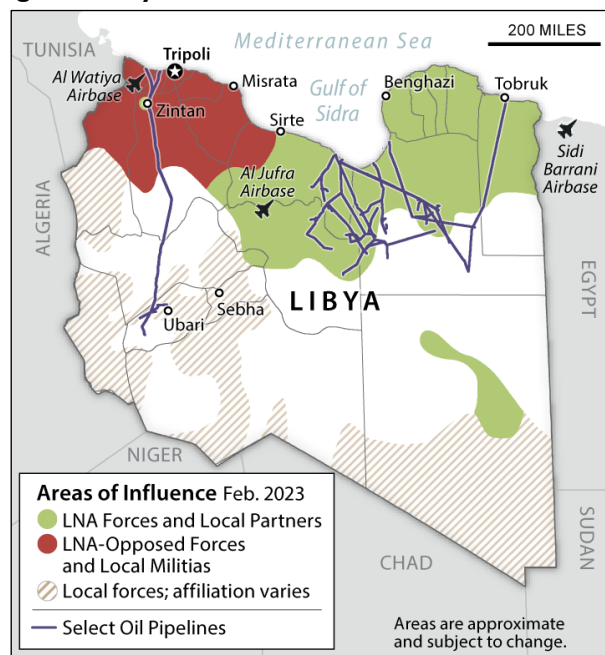 200 MILES
TUNISIA
Mediterranean Sea
Tripoli
Al Watiya
Airbase
Misrata
Gulf of
Sidra
Benghazi
Tobruk
Zintan
Sirte
Sidi
Barrani
Airbase
Al Jufra
Airbase
ALGERIA
EGYPT
LIBYA
Sebha
Ubari
NIGER
CHAD
SUDAN
Areas of Influence Feb. 2023
LNA Forces and Local Partners
LNA-Opposed Forces
and Local Militias
Local forces; affiliation varies
Select Oil Pipelines
Areas are approximate
and subject to change.